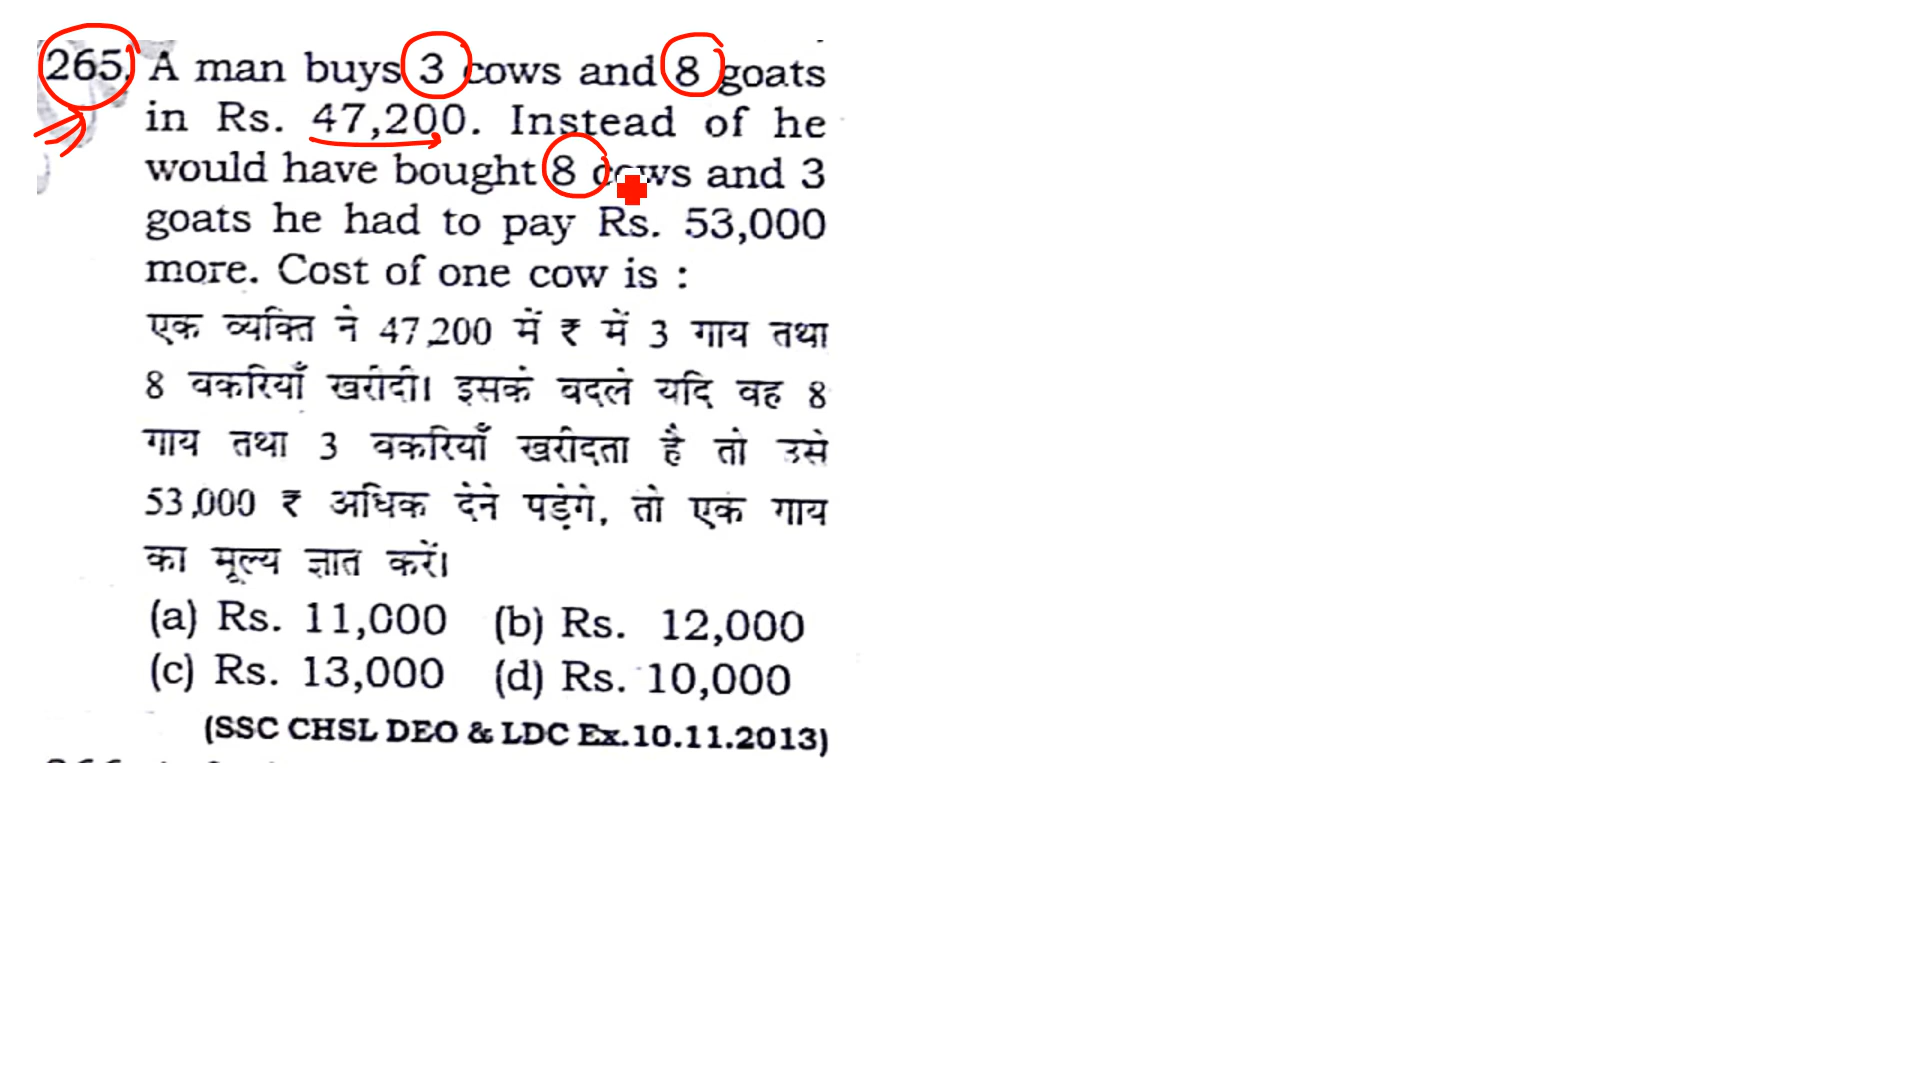 265. A man buys 3 cows and 8 goats
in Rs. 47,200. Instead of he
would have bought 8 cows and 3
goats he had to pay Rs. 53,000
more. Cost of one cow is :
एक व्यक्ति ने 47,200 में ₹ में 3 गाय तथा
8 वकरियाँ खरीदी। इसके वदले यदि वह 8
गाय तथा 3 वकरियाँ खरीदता है तो उसे
53,000 ₹ अधिक देने पड़ेगे, तो एक गाय
का मूल्य ज्ञात करें।
(a) Rs. 11,000 (b) Rs. 12,000
(c) Rs. 13,000 (d) Rs. 10,000
(SSC CHSL DEO & LDC Ex.10.11.2013)